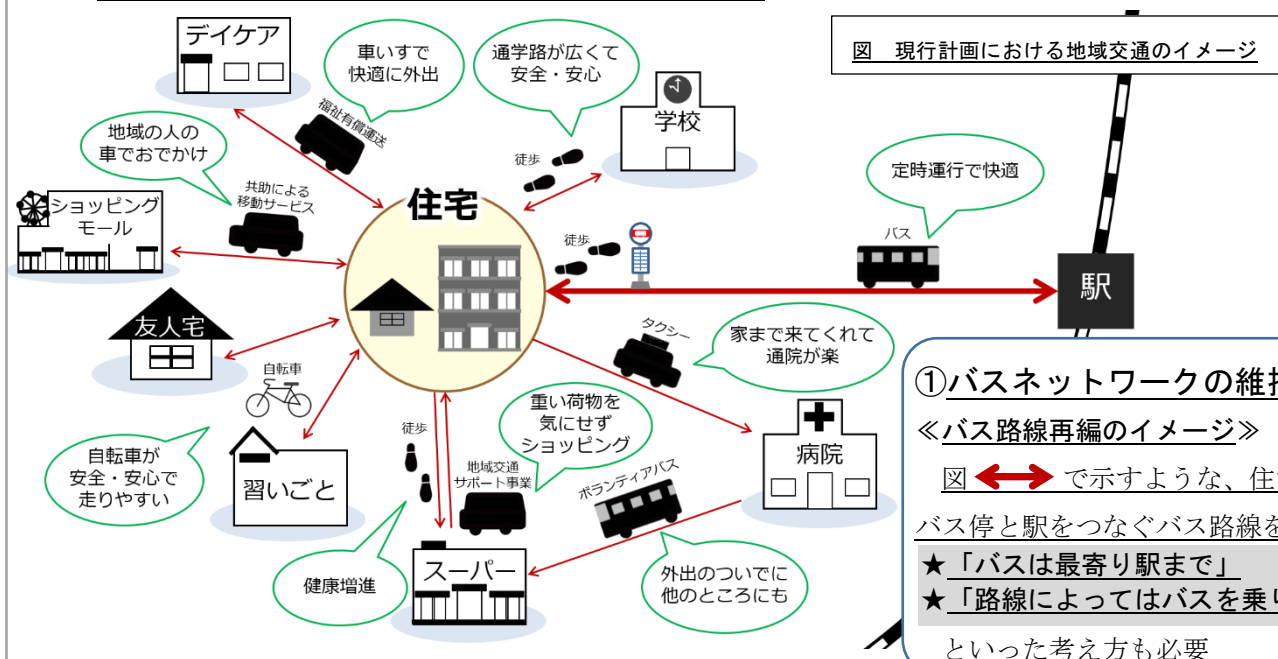 図 現行計画における地域交通のイメージ
デイケア
車いすで
快適に外出
通学路が広くて
安全・安心
福祉有償運送
学校
地域の人の
車でおでかけ
徒歩
定時運行で快適
共助による
移動サービス
住宅
ショッピング
モール
徒歩
バス
駅
友人宅
タクシー
家まで来てくれて
通院が楽
自転車
重い荷物を
気にせず
ショッピング
徒歩
病院
自転車が
安全・安心で
走りやすい
習いごと
地域交通
サポート事業
ボランティアバス
健康増進
スーパー
外出のついでに
他のところにも
①バスネットワークの維
≪バス路線再編のイメージ≫
図 で示すような、住
バス停と駅をつなぐバス路線を
★「バスは最寄り駅まで」
★「路線によってはバスを乗り
といった考え方も必要